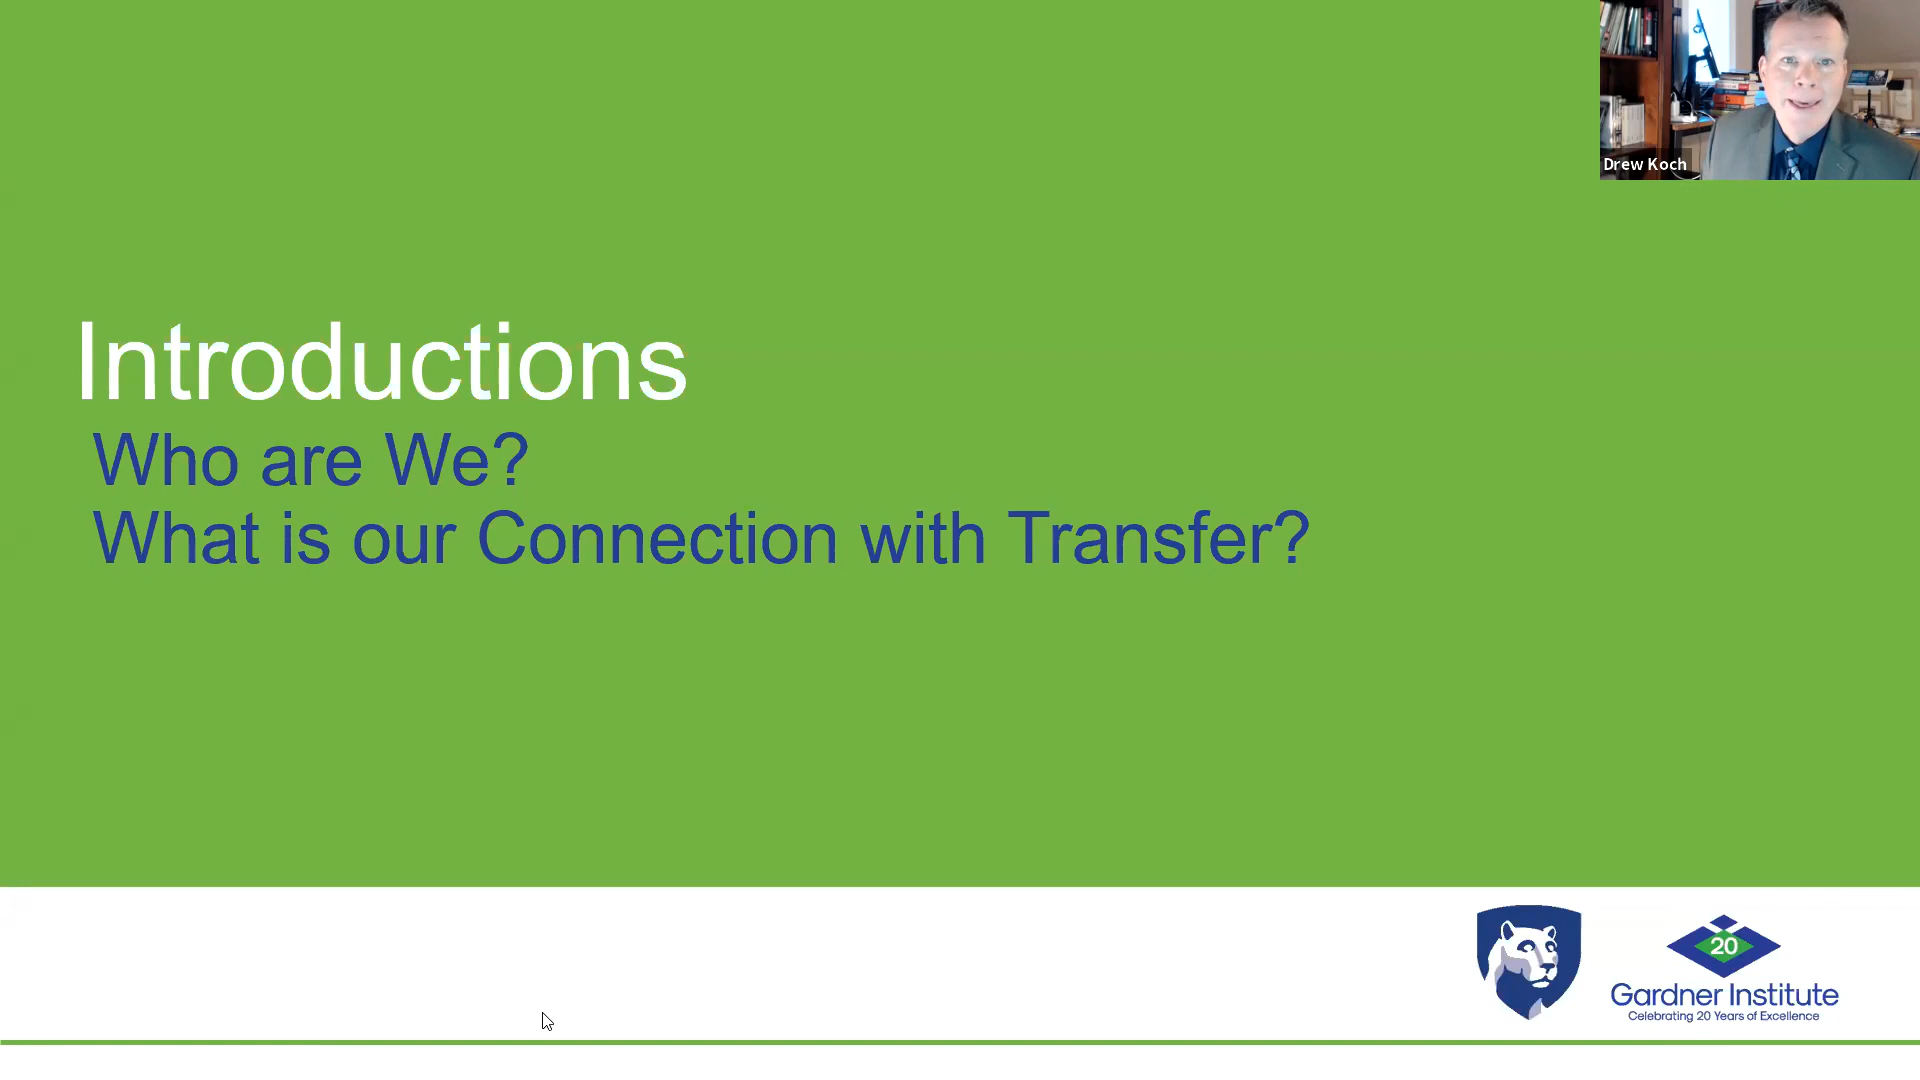 Drew Koch
Introductions
Who are We?
What is our Connection with Transfer?
20
Gardner Institute
Celebrating 20 Years of Excellence